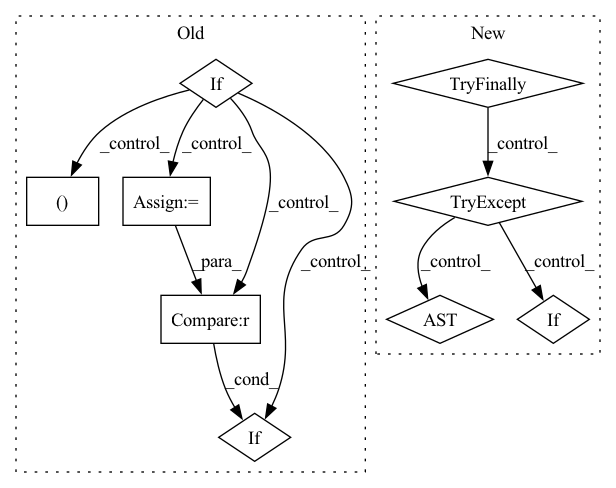 Old
New
If
TryFinally
_control_
_control_
_control_
()
Assign:=
_control_
TryExcept
_para_
_control_
_control_
_control_
Compare:r
AST
If
_cond_
If